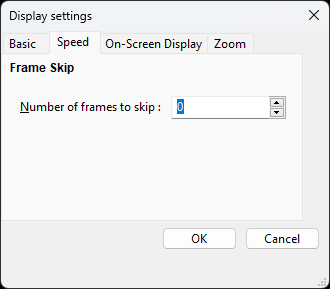 Display settings
Basic Speed On-Screen Display Zoom
Frame Skip
Number of frames to skip : 0
OK Cancel